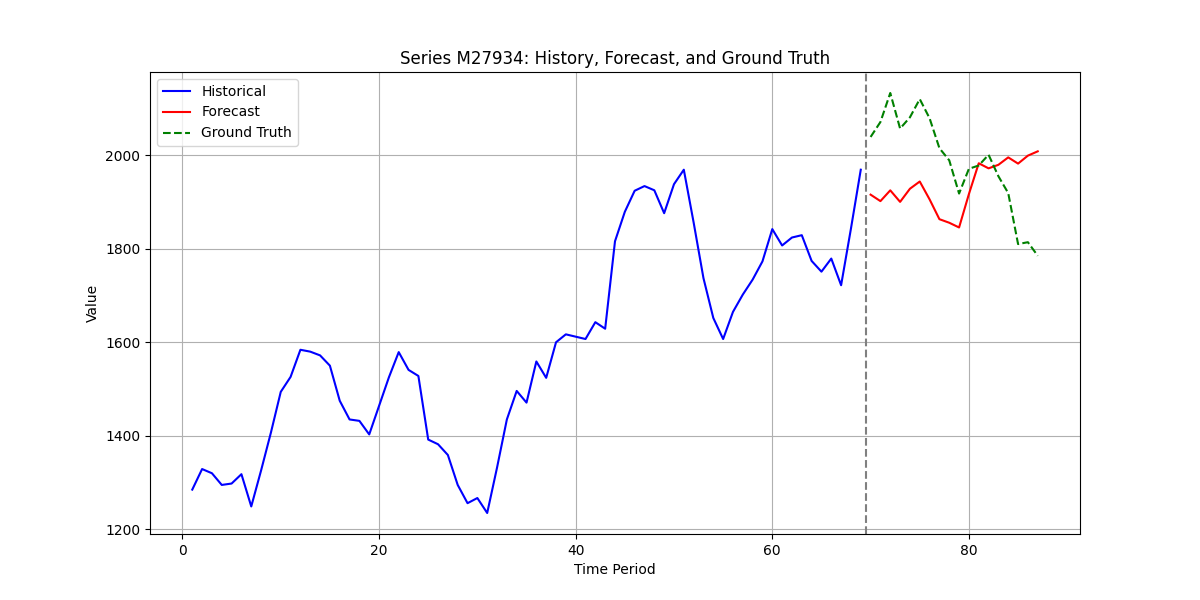 Series M27934: History, Forecast, and Ground Truth
Historical
Forecast
Ground Truth
Value
2000
1800
1600
1400
1200
0 20 40 60 80
Time Period